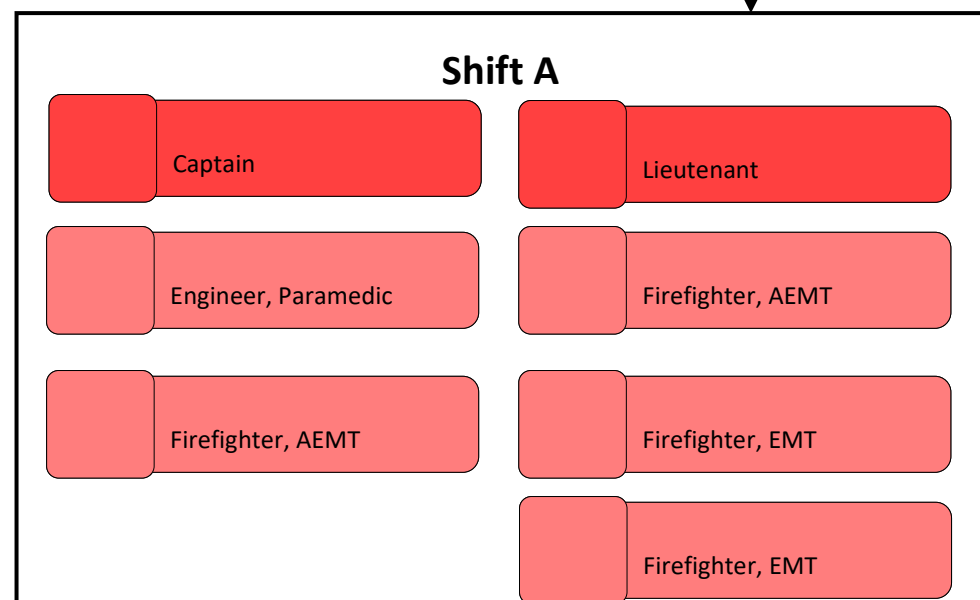 Shift A
Captain
Lieutenant
Engineer, Paramedic
Firefighter, AEMT
Firefighter, AEMT
Firefighter, EMT
Firefighter, EMT